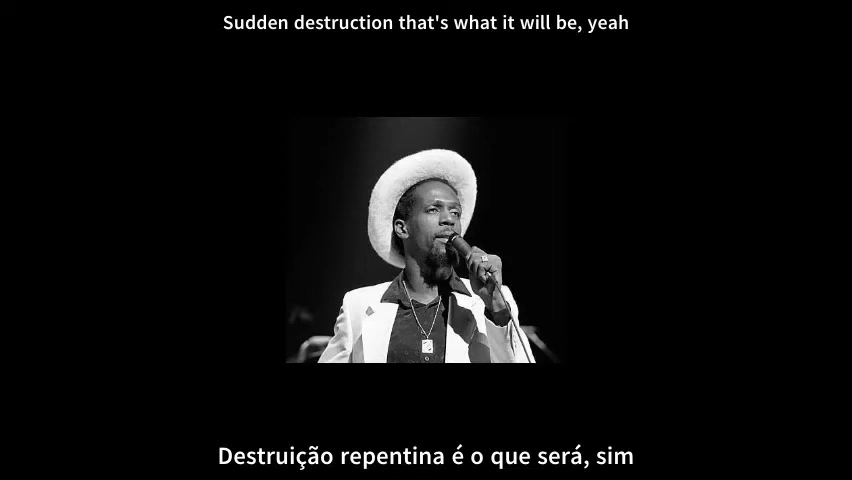 Sudden destruction that's what it will be, yeah
Destruição repentina é o que será, sim